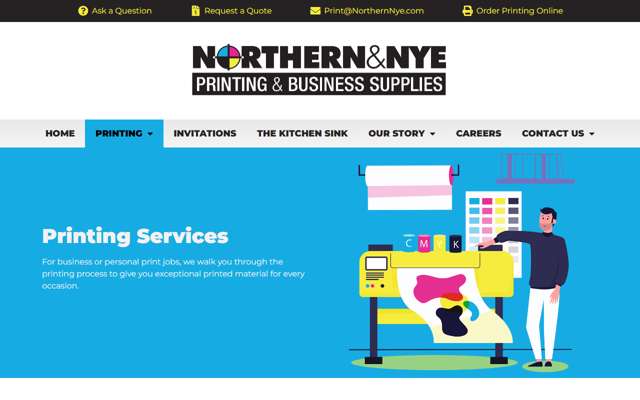 Ask a Question
Request a Quote
Print@NorthernNye.com
Order Printing Online
NORTHERN&NYE
PRINTING & BUSINESS SUPPLIES
HOME
PRINTING
INVITATIONS
THE KITCHEN SINK
OUR STORY
CAREERS
CONTACT US
Printing Services
For business or personal print jobs, we walk you through the
printing process to give you exceptional printed material for every
occasion.
C M Y K